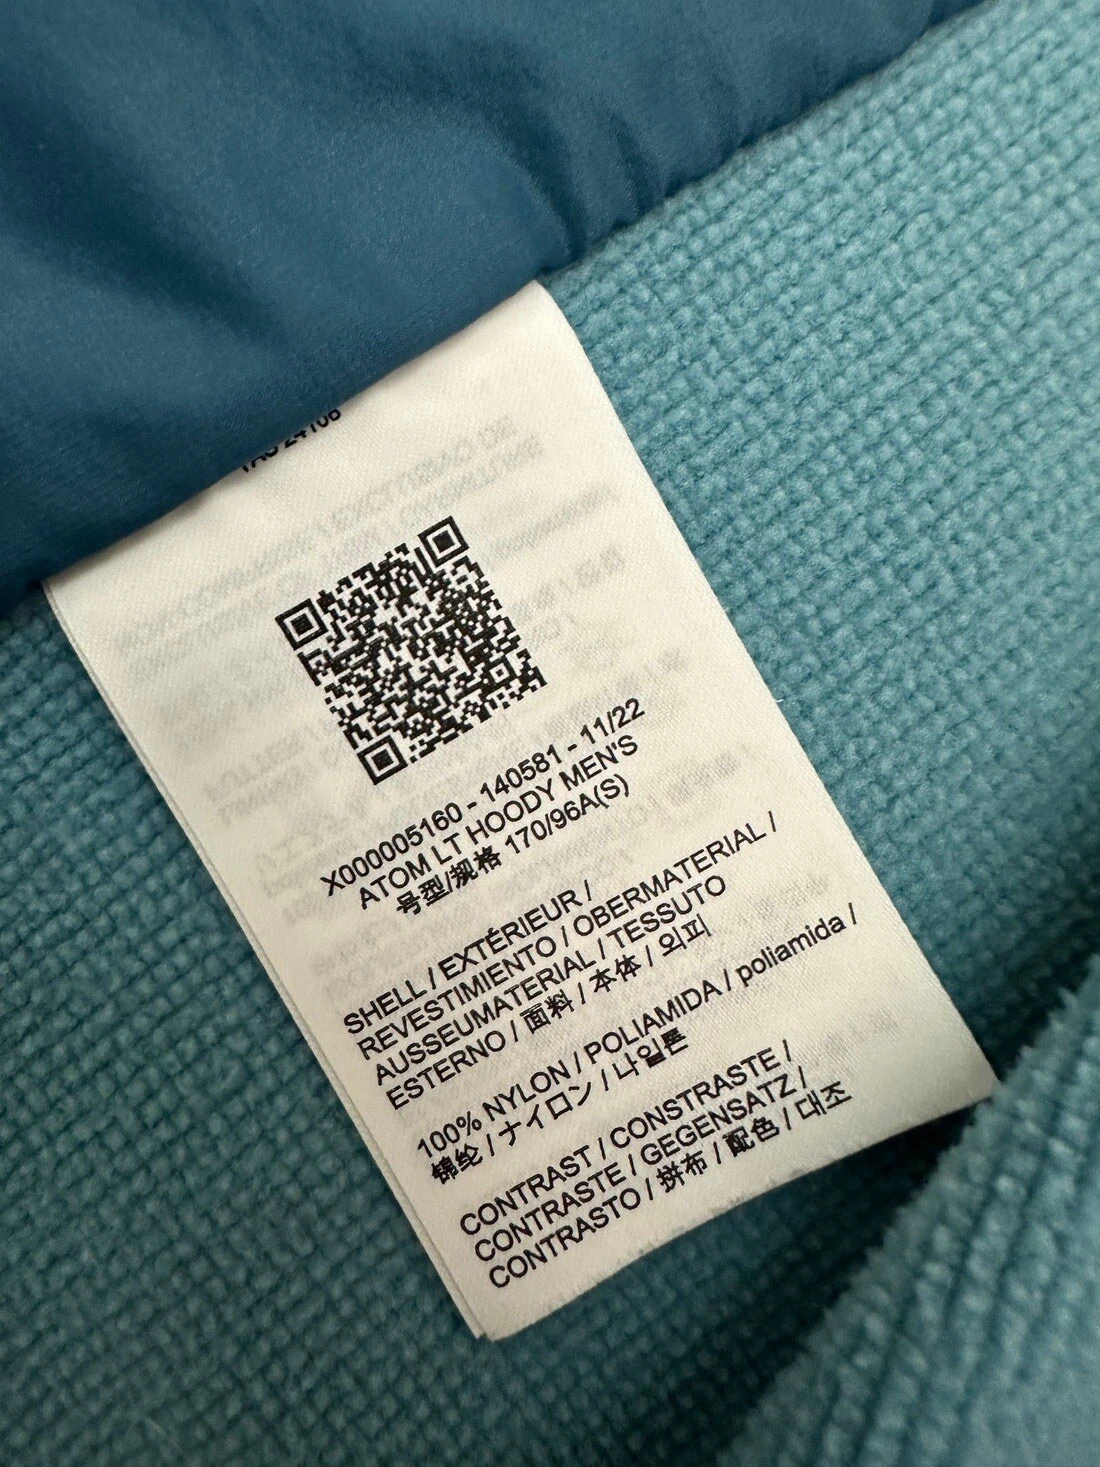 X000005160 - 140581 - 11/22
ATOM LT HOODY MEN'S
号型/规格 170/96A(S)
SHELL / EXTÉRIEUR /
REVESTIMIENTO / OBERMATERIAL /
AUSSEUMATERIAL / TESSUTO
ESTERNO / 面料 / 本体 / 외피
100% NYLON / POLIAMIDA / poliamida /
锦纶 / ナイロン / 나일론
CONTRAST / CONSTRASTE /
CONTRASTE / GEGENSATZ /
CONTRASTO / 拼布 / 配色 / 대조